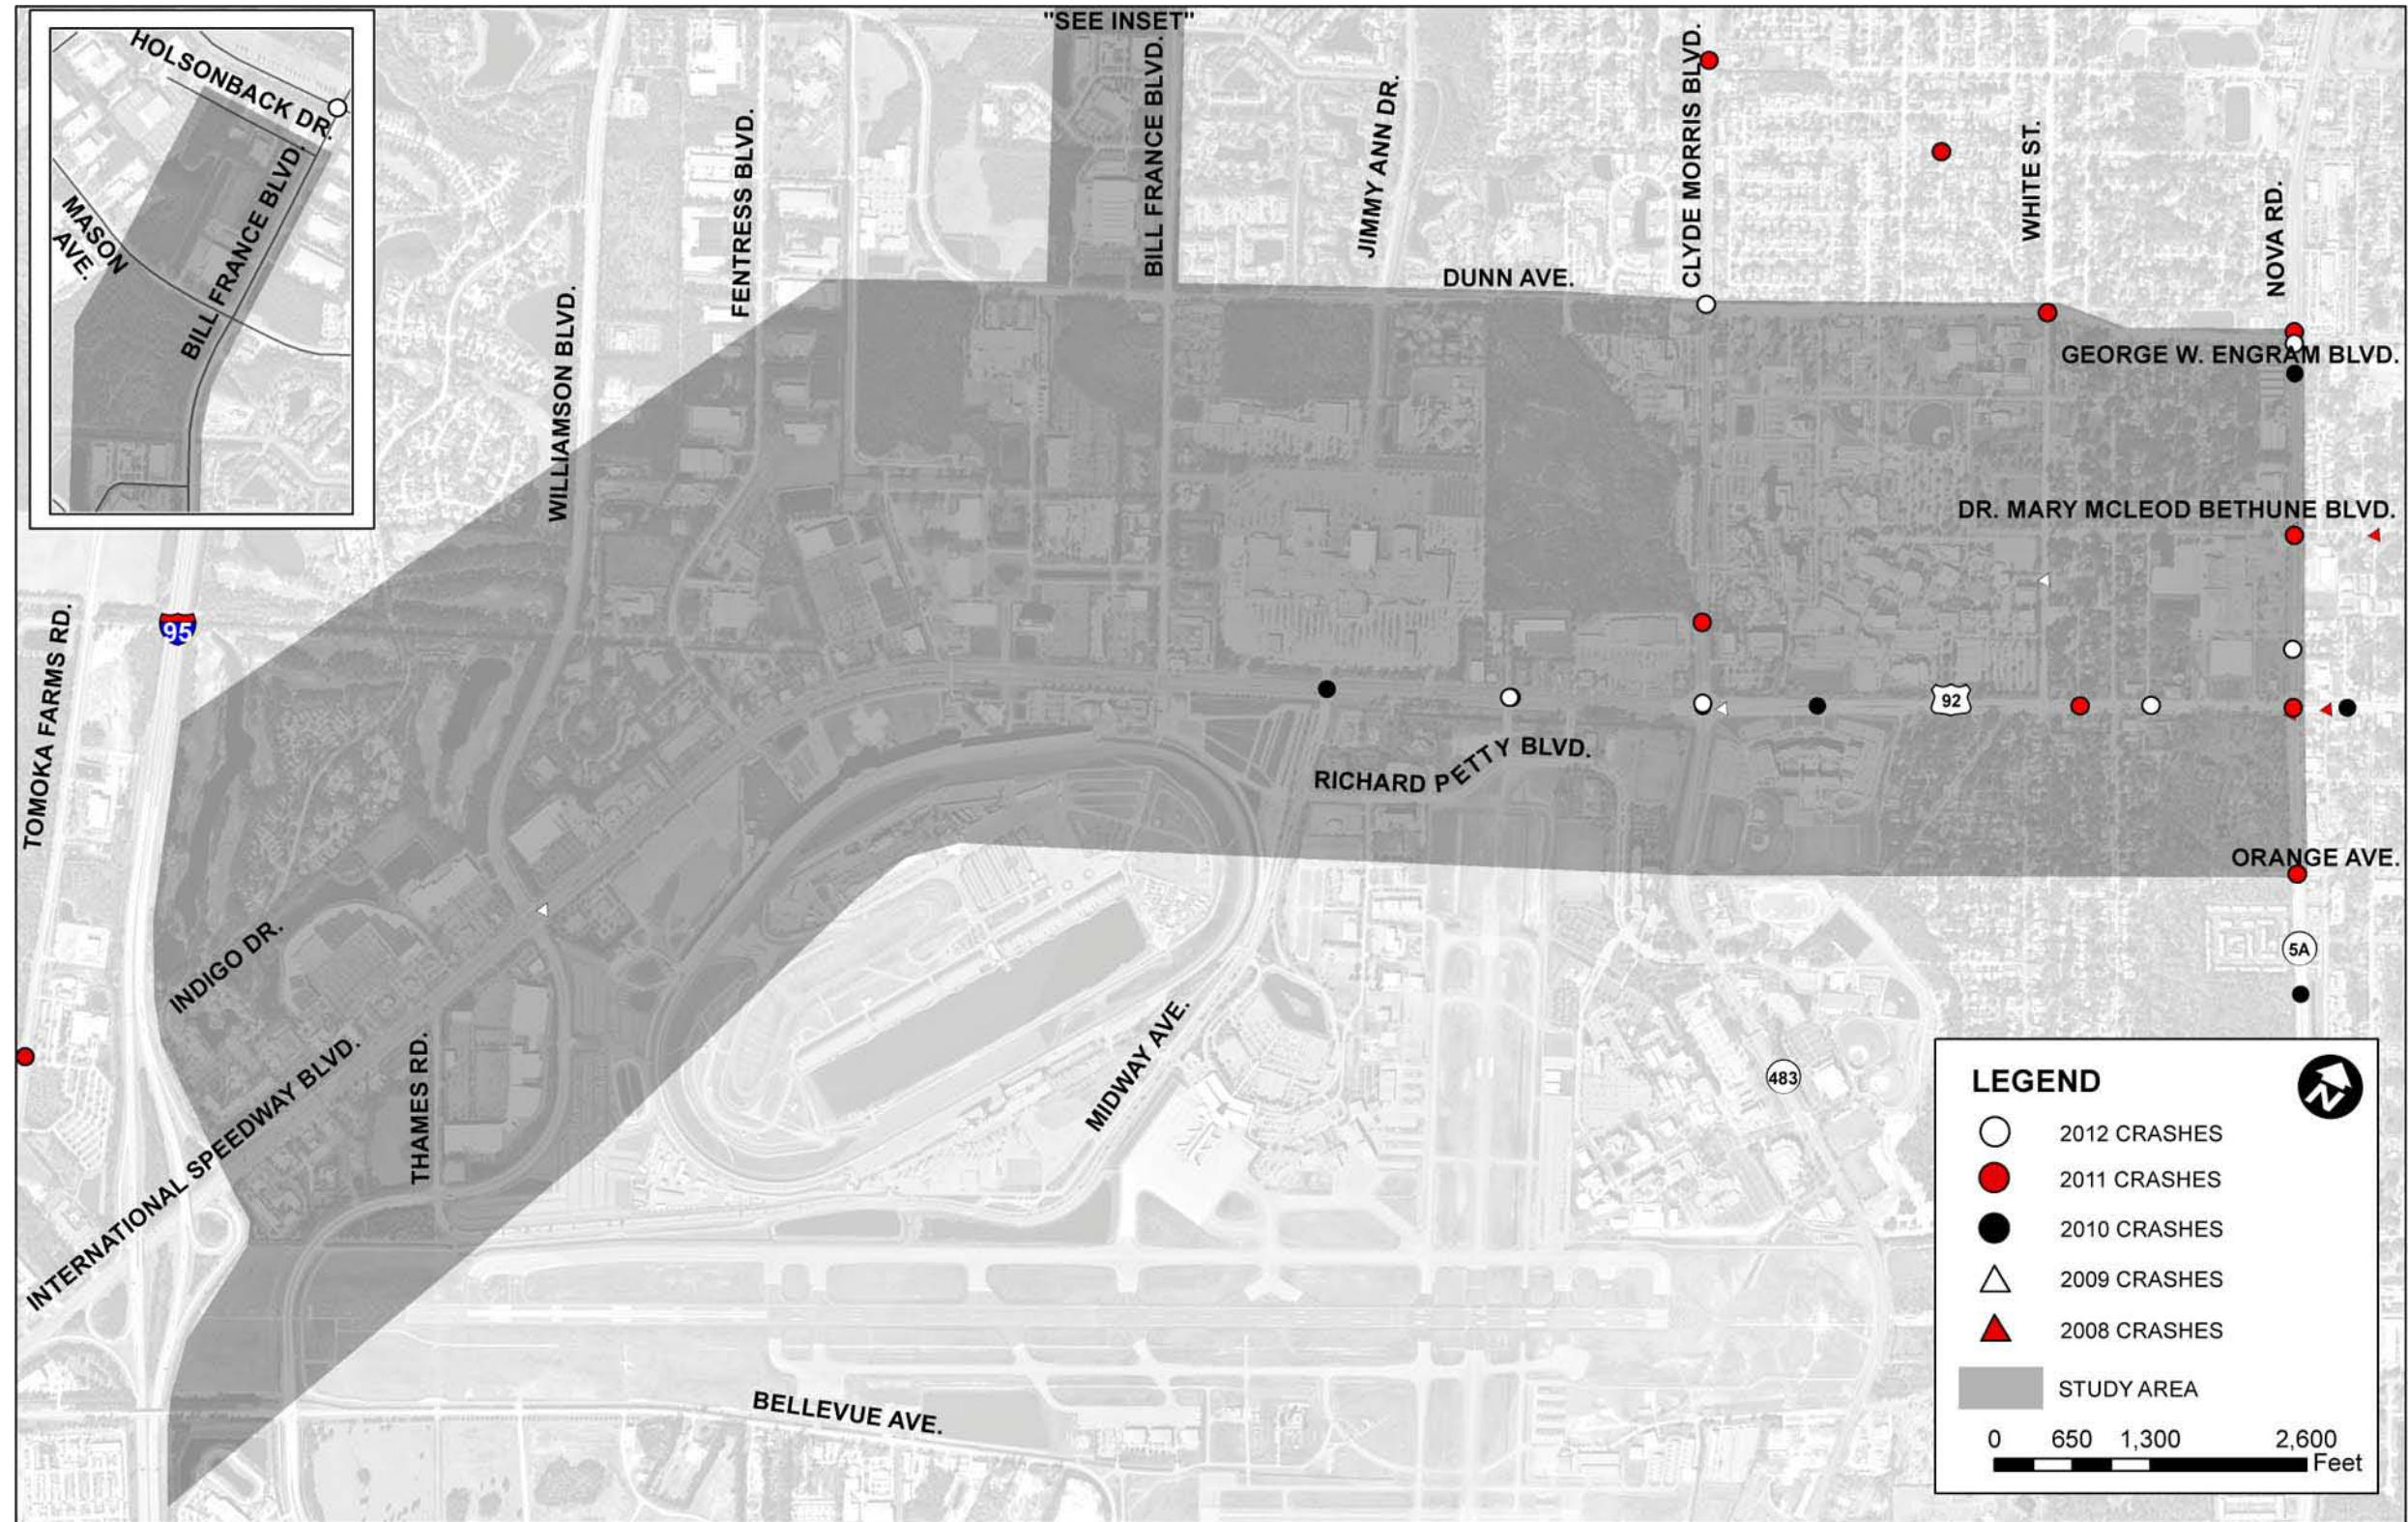 "SEE INSET"
HOLSONBACK DR.
BILL FRANCE BLVD.
MASON
AVE.
BILL FRANCE BLVD.
JIMMY ANN DR.
CLYDE MORRIS BLVD.
WHITE ST.
NOVA RD.
FENTRESS BLVD.
WILLIAMSON BLVD.
DUNN AVE.
GEORGE W. ENGRAM BLVD.
DR. MARY MCLEOD BETHUNE BLVD.
TOMOKA FARMS RD.
95
92
RICHARD PETTY BLVD.
ORANGE AVE.
5A
INDIGO DR.
INTERNATIONAL SPEEDWAY BLVD.
THAMES RD.
MIDWAY AVE.
483
BELLEVUE AVE.
LEGEND
N
2012 CRASHES
2011 CRASHES
2010 CRASHES
2009 CRASHES
2008 CRASHES
STUDY AREA
0 650 1,300 2,600
Feet